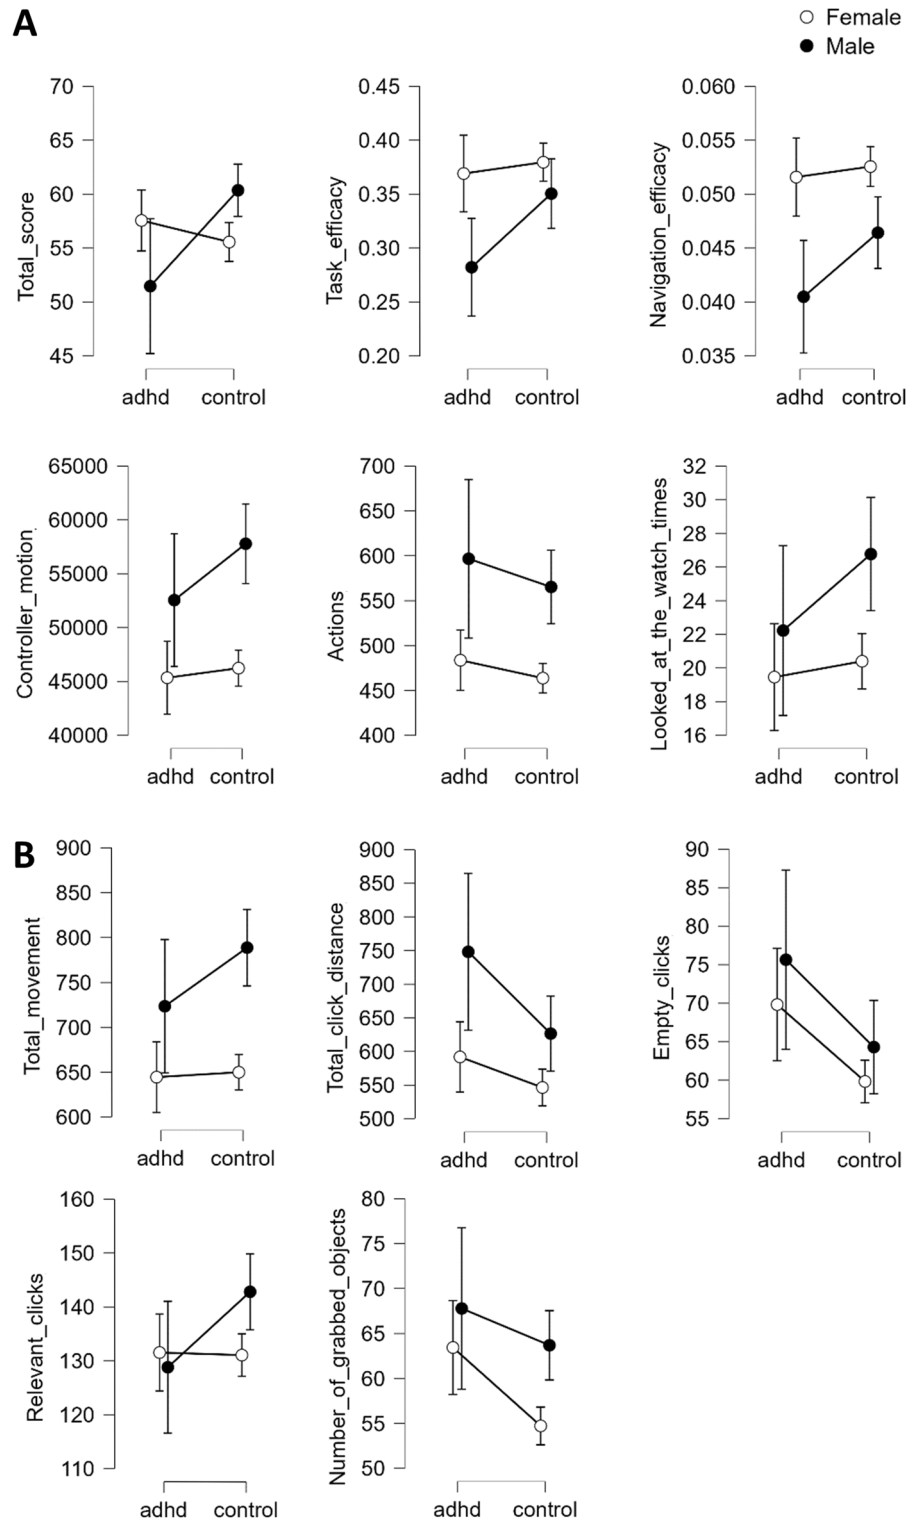 A
Female
Male
Total_score
70
65
60
55
50
45
adhd control
Task_efficacy
0.45
0.40
0.35
0.30
0.25
0.20
adhd control
Navigation_efficacy
0.060
0.055
0.050
0.045
0.040
0.035
adhd control
Controller_motion
65000
60000
55000
50000
45000
40000
adhd control
Actions
700
650
600
550
500
450
400
adhd control
Looked_at_the_watch_times
32
30
28
26
24
22
20
18
16
adhd control
B
Total_movement
900
850
800
750
700
650
600
adhd control
Total_click_distance
900
850
800
750
700
650
600
550
500
adhd control
Empty_clicks
90
85
80
75
70
65
60
55
adhd control
Relevant_clicks
160
150
140
130
120
110
adhd control
Number_of_grabbed_objects
80
75
70
65
60
55
50
adhd control